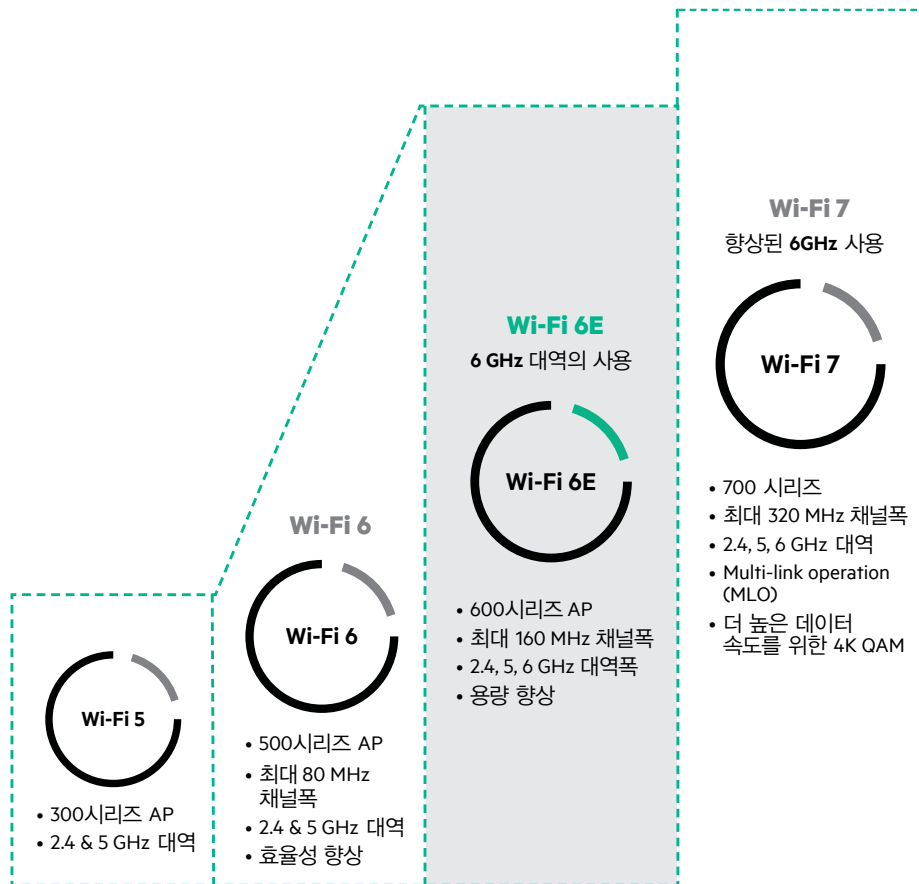 Wi-Fi 5
• 300시리즈 AP
• 2.4 & 5 GHz 대역
Wi-Fi 6
Wi-Fi 6
• 500시리즈 AP
• 최대 80 MHz
채널폭
• 2.4 & 5 GHz 대역
• 효율성 향상
Wi-Fi 6E
6 GHz 대역의 사용
Wi-Fi 6E
• 600시리즈 AP
• 최대 160 MHz 채널폭
• 2.4, 5, 6 GHz 대역폭
• 용량 향상
Wi-Fi 7
향상된 6GHz 사용
Wi-Fi 7
• 700 시리즈
• 최대 320 MHz 채널폭
• 2.4, 5, 6 GHz 대역
• Multi-link operation
(MLO)
• 더 높은 데이터
속도를 위한 4K QAM